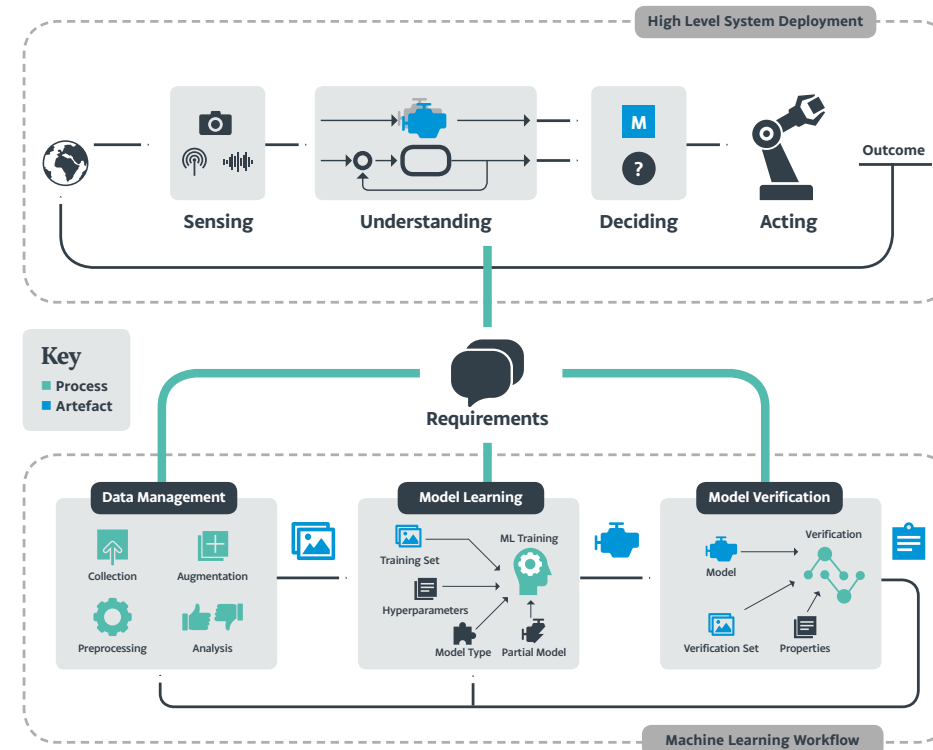 High Level System Deployment
M
?
Outcome
Sensing
Understanding
Deciding
Acting
Key
Process
Artefact
Requirements
Data Management
Model Learning
Model Verification
Collection
Augmentation
Preprocessing
Analysis
Training Set
ML Training
Hyperparameters
Model Type
Partial Model
Verification
Model
Verification Set
Properties
Machine Learning Workflow